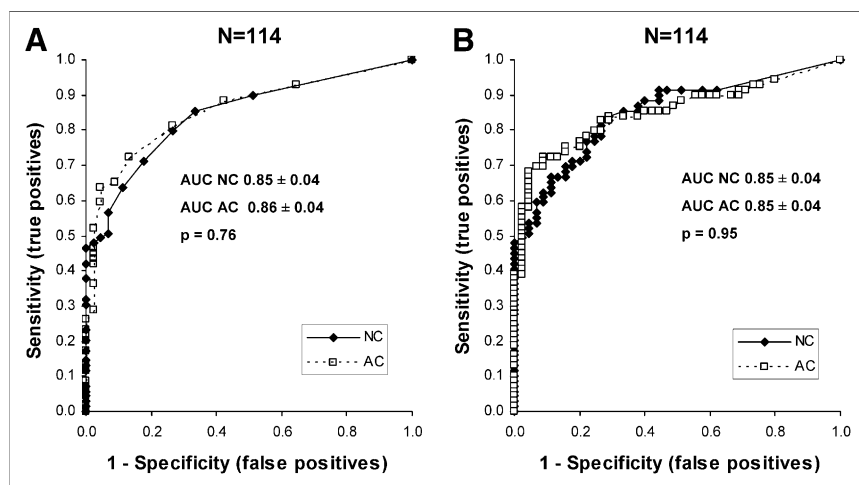 A
N=114
1.0
0.9
0.8
0.7
0.6
0.5
0.4
0.3
0.2
0.1
0.0
Sensitivity (true positives)
AUC NC 0.85 ± 0.04
AUC AC 0.86 ± 0.04
p = 0.76
NC
AC
0.0 0.2 0.4 0.6 0.8 1.0
1 - Specificity (false positives)
B
N=114
1.0
0.9
0.8
0.7
0.6
0.5
0.4
0.3
0.2
0.1
0.0
Sensitivity (true positives)
AUC NC 0.85 ± 0.04
AUC AC 0.85 ± 0.04
p = 0.95
NC
AC
0.0 0.2 0.4 0.6 0.8 1.0
1 - Specificity (false positives)